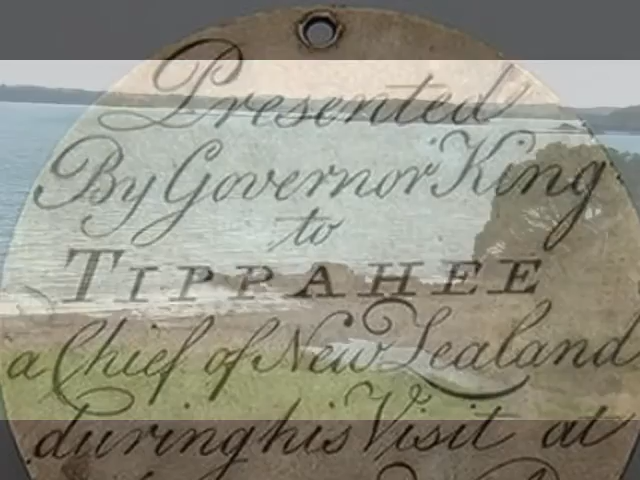 Presented
By Governor King
to
TIPPAHEE
a Chief of New Zealand
during his Visit at